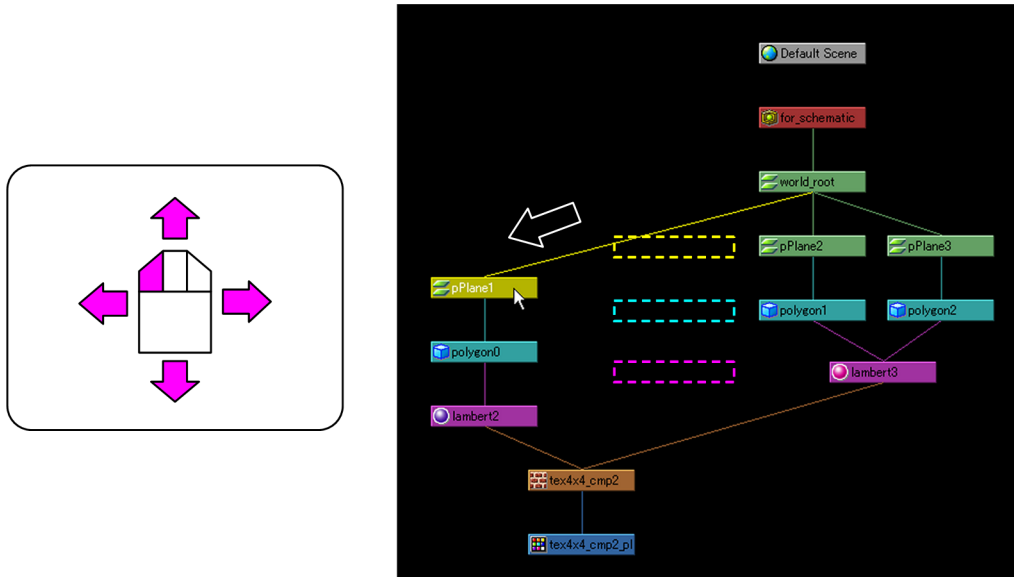 Default Scene
for_schematic
world_root
pPlane2
pPlane3
pPlane1
polygon1
polygon2
polygon0
lambert3
lambert2
tex4x4_cmp2
tex4x4_cmp2_pl